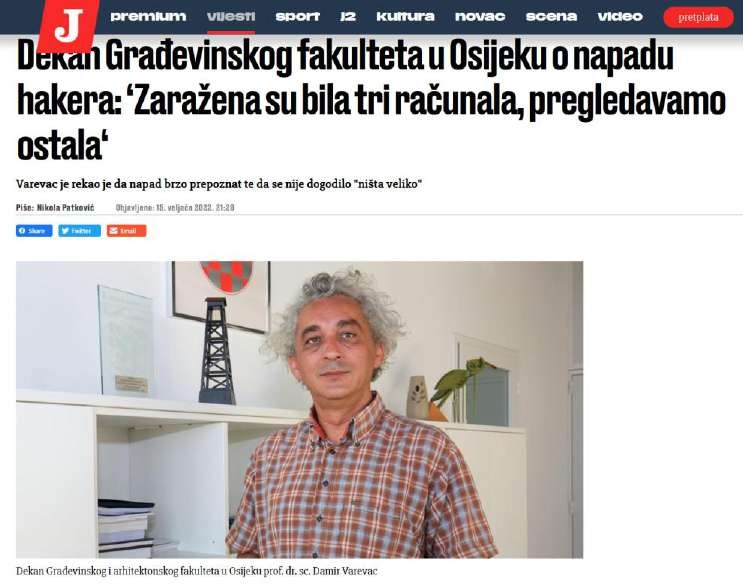 J premium vijesti sport J2 kultura novac scena video pretplata
Dekan Građevinskog fakulteta u Osijeku o napadu
hakera: ‘Zaražena su bila tri računala, pregledavamo
ostala‘
Varevac je rekao je da napad brzo prepoznat te da se nije dogodilo "ništa veliko"
Piše: Nikola Patković Objavljeno: 15. veljača 2022. 21:28
Share Twitter Email
Dekan Građevinskog i arhitektonskog fakulteta u Osijeku prof. dr. sc. Damir Varevac